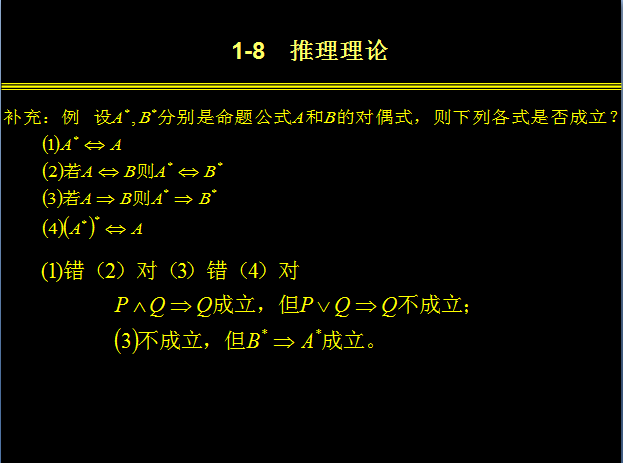 1-8 推理理论
补充：例 设A*, B*分别是命题公式A和B的对偶式，则下列各式是否成立？
(1)A* ⇔ A
(2)若A ⇔ B则A* ⇔ B*
(3)若A ⇒ B则A* ⇒ B*
(4)(A*)* ⇔ A
(1)错（2）对（3）错（4）对
P ∧ Q ⇒ Q成立，但P ∨ Q ⇒ Q不成立；
(3)不成立，但B* ⇒ A*成立。